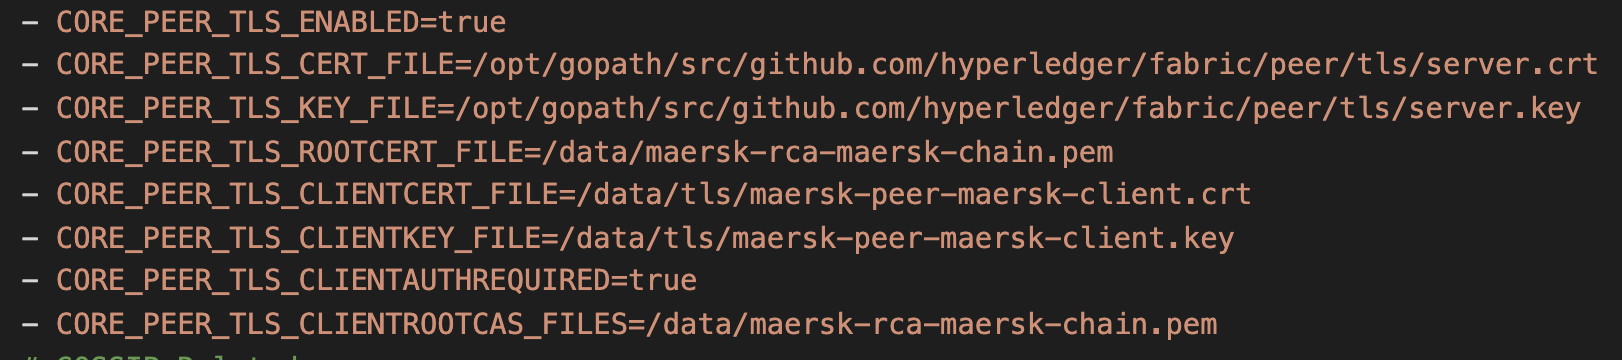 - CORE_PEER_TLS_ENABLED=true
- CORE_PEER_TLS_CERT_FILE=/opt/gopath/src/github.com/hyperledger/fabric/peer/tls/server.crt
- CORE_PEER_TLS_KEY_FILE=/opt/gopath/src/github.com/hyperledger/fabric/peer/tls/server.key
- CORE_PEER_TLS_ROOTCERT_FILE=/data/maersk-rca-maersk-chain.pem
- CORE_PEER_TLS_CLIENTCERT_FILE=/data/tls/maersk-peer-maersk-client.crt
- CORE_PEER_TLS_CLIENTKEY_FILE=/data/tls/maersk-peer-maersk-client.key
- CORE_PEER_TLS_CLIENTAUTHREQUIRED=true
- CORE_PEER_TLS_CLIENTROOTCAS_FILES=/data/maersk-rca-maersk-chain.pem